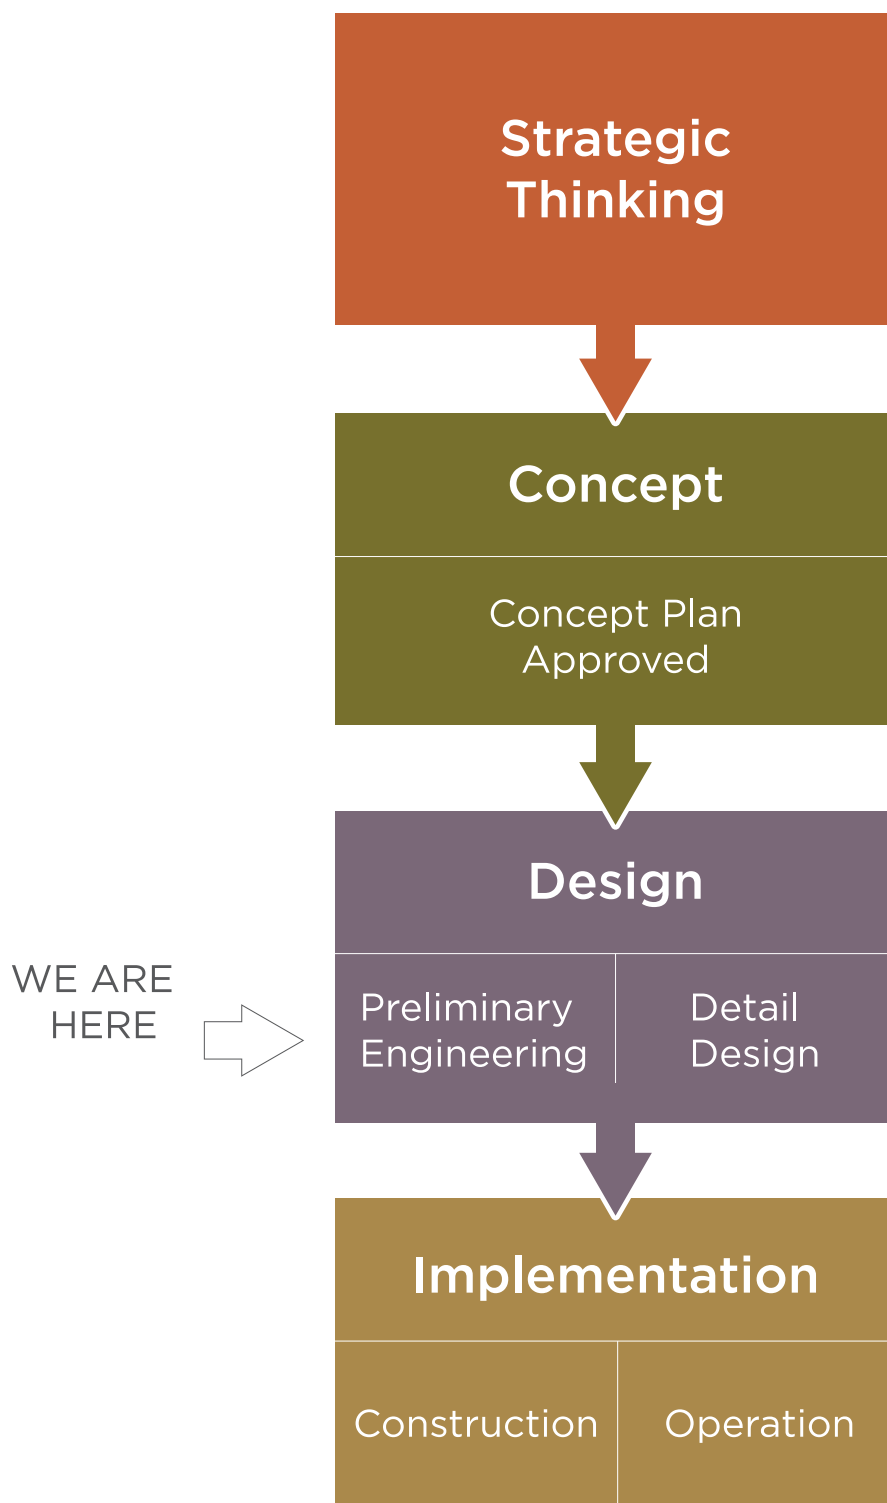 Strategic
Thinking
Concept
Concept Plan
Approved
Design
WE ARE
HERE
Preliminary
Engineering
Detail
Design
Implementation
Construction
Operation